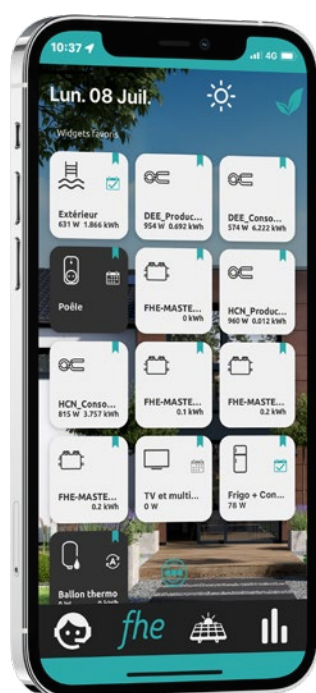 10:37
4G
Lun. 08 Juil.
Widgets favoris
Extérieur
631 W 1.866 kWh
DEE_Produc...
954 W 0.692 kWh
DEE_Conso...
574 W 6.222 kWh
Poêle
FHE-MASTE...
0 kWh
HCN_Produc...
960 W 0.012 kWh
HCN_Conso...
815 W 3.757 kWh
FHE-MASTE...
0.1 kWh
FHE-MASTE...
0.2 kWh
FHE-MASTE...
0.2 kWh
TV et multi...
0 W
Frigo + Con...
78 W
A
Ballon thermo
fhe